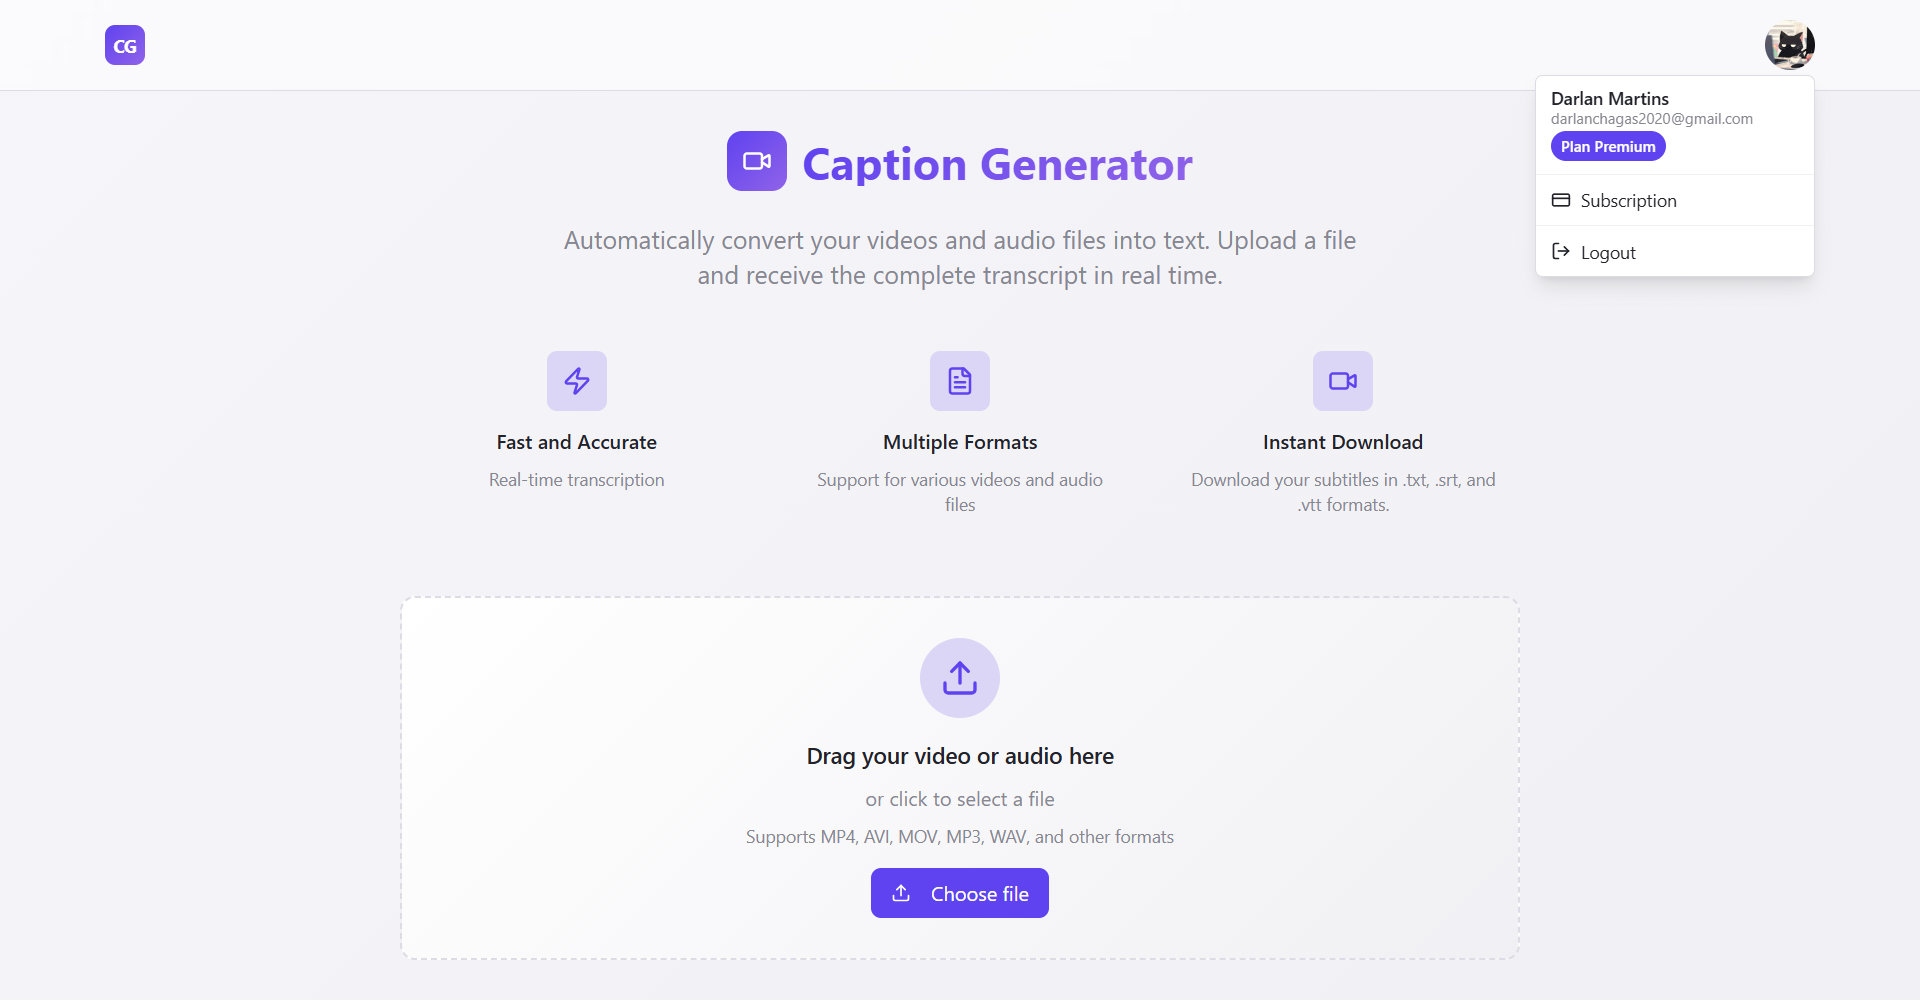 CG
Darlan Martins
darlanchagas2020@gmail.com
Plan Premium
Subscription
Logout
Caption Generator
Automatically convert your videos and audio files into text. Upload a file
and receive the complete transcript in real time.
Fast and Accurate
Real-time transcription
Multiple Formats
Support for various videos and audio
files
Instant Download
Download your subtitles in .txt, .srt, and
.vtt formats.
Drag your video or audio here
or click to select a file
Supports MP4, AVI, MOV, MP3, WAV, and other formats
Choose file